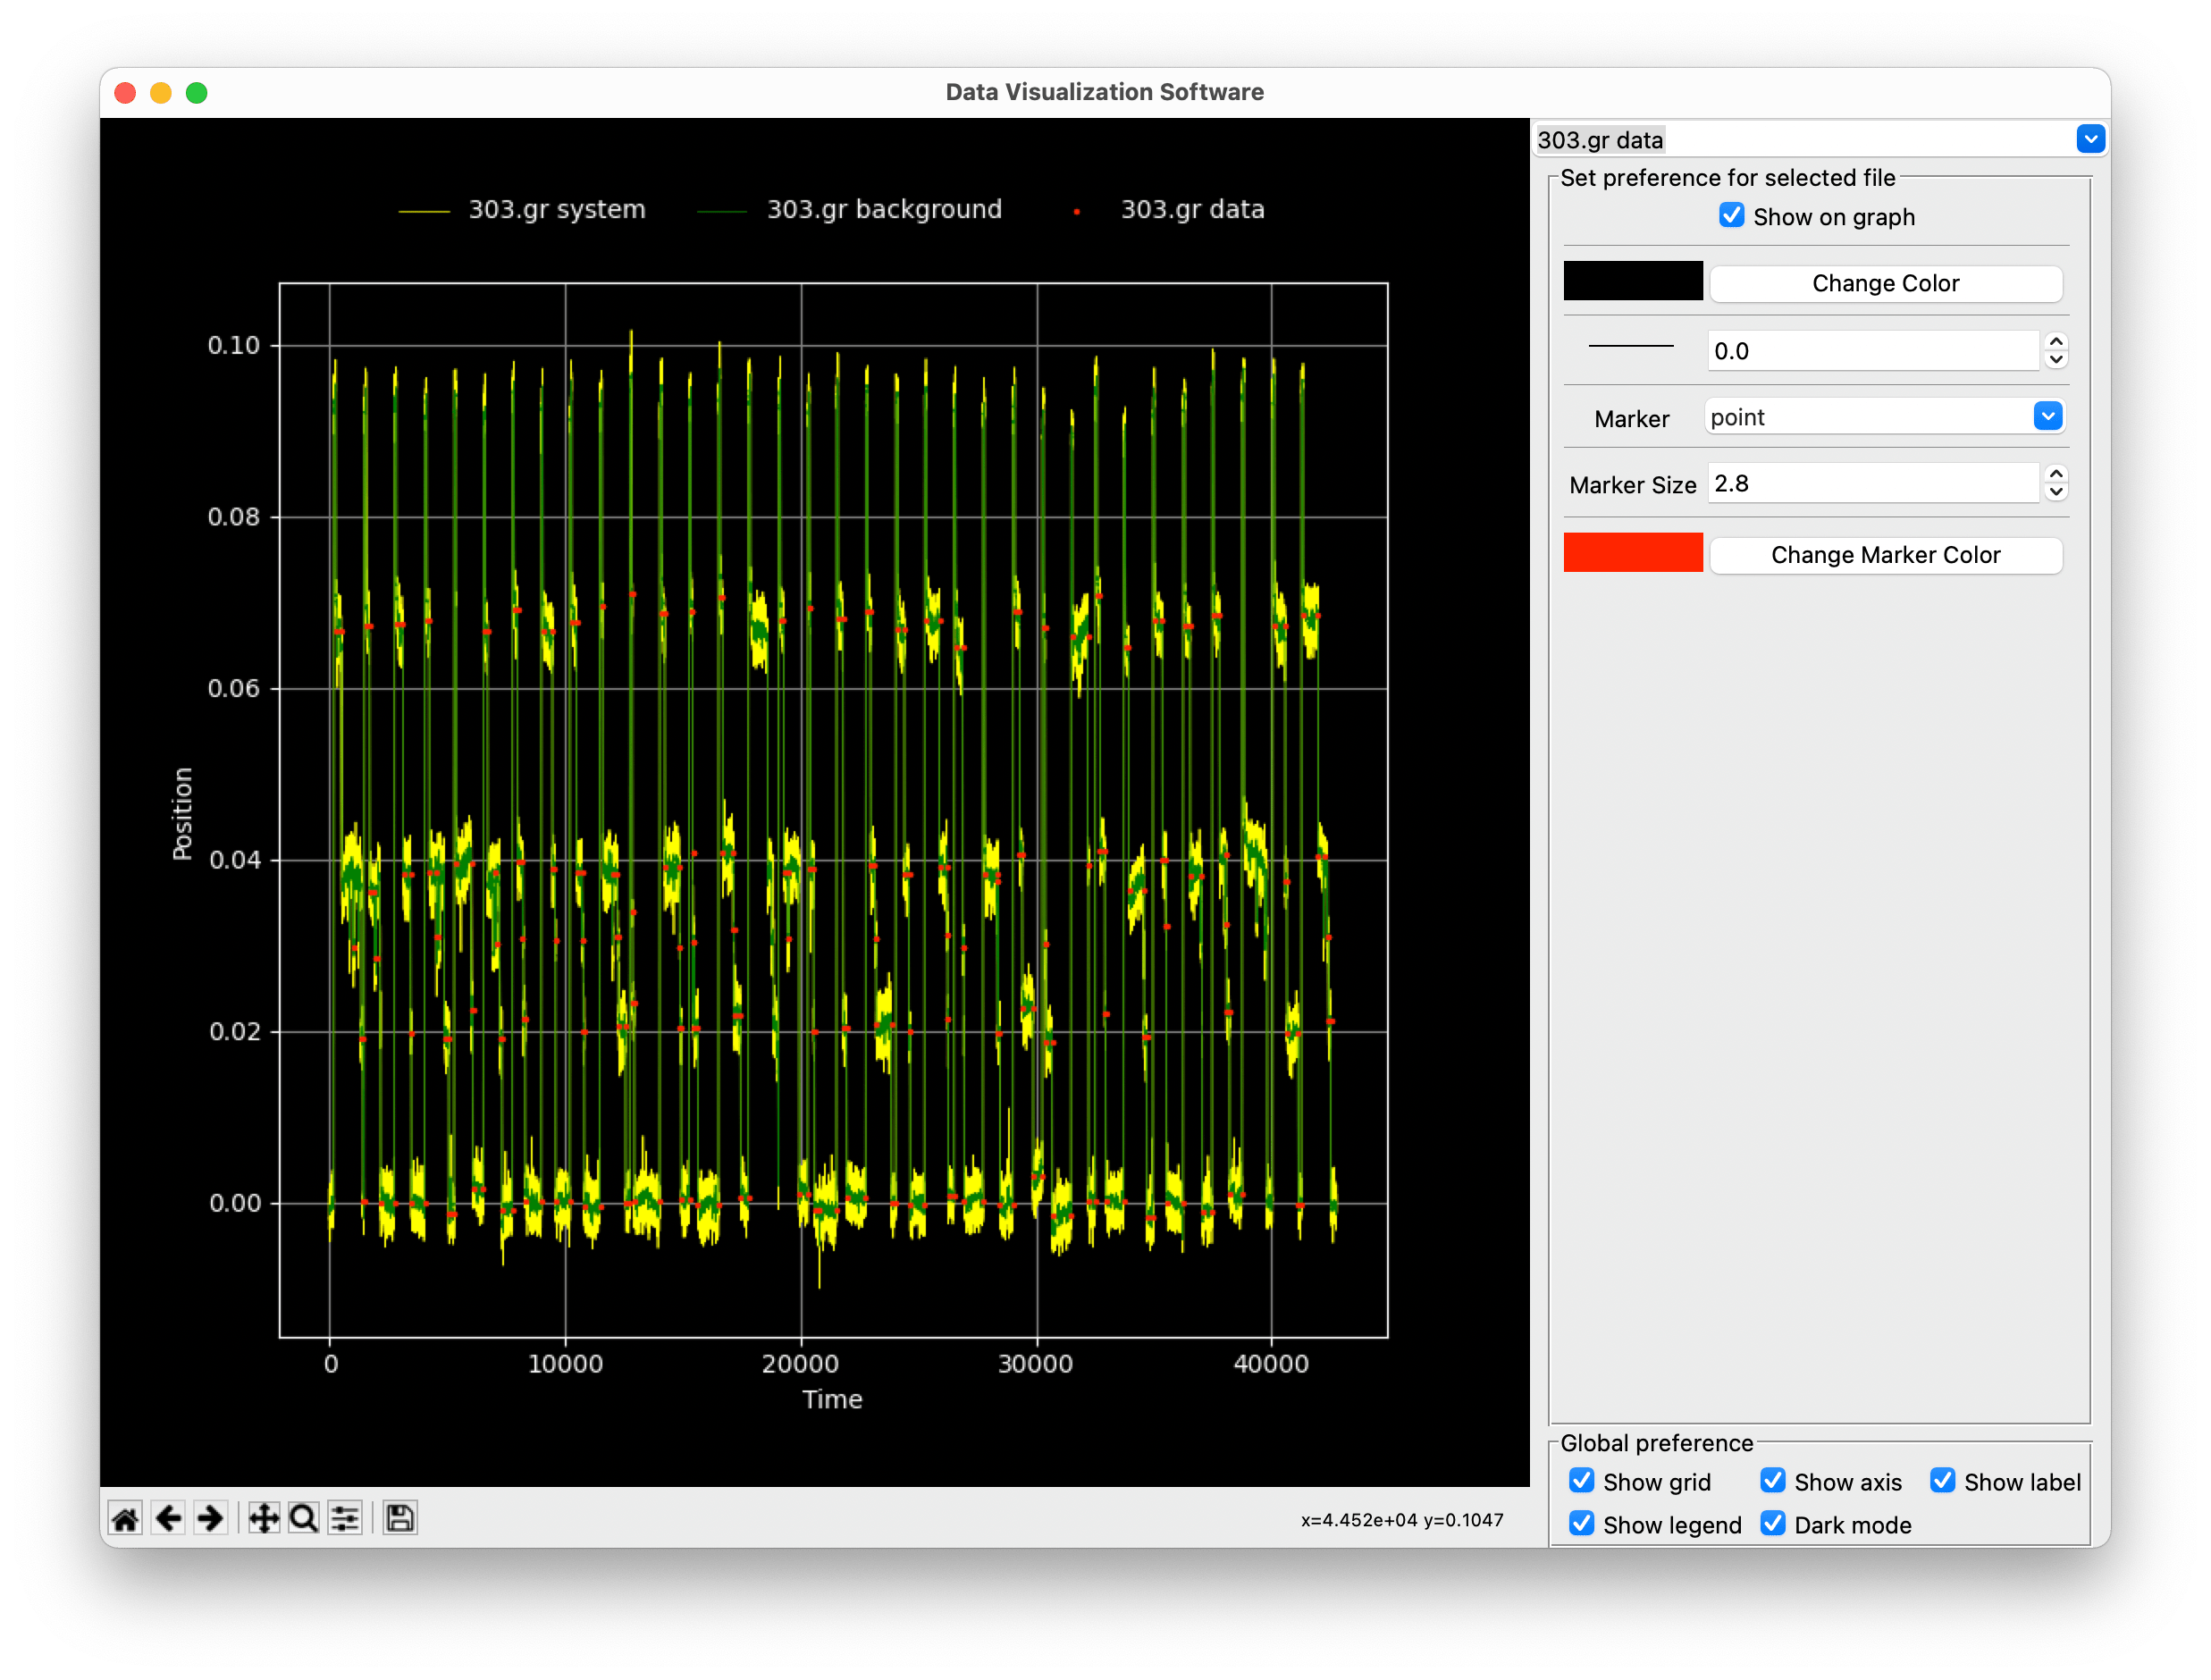 Data Visualization Software
303.gr system 303.gr background 303.gr data
0.10
0.08
0.06
0.04
0.02
0.00
Position
0 10000 20000 30000 40000
Time
x=4.452e+04 y=0.1047
303.gr data
Set preference for selected file
Show on graph
Change Color
0.0
Marker point
Marker Size 2.8
Change Marker Color
Global preference
Show grid Show axis Show label
Show legend Dark mode